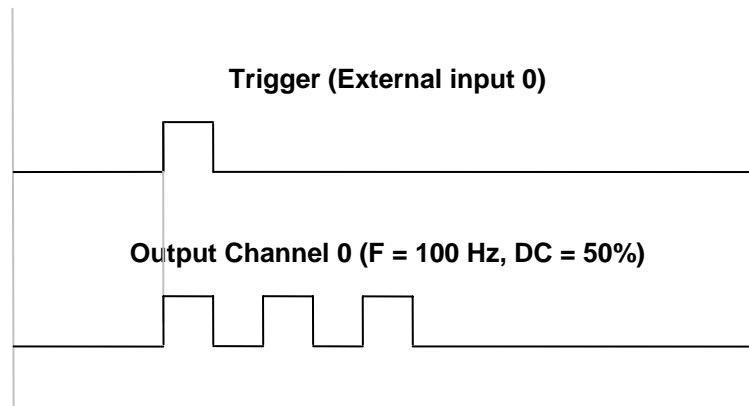 Trigger (External input 0)
Output Channel 0 (F = 100 Hz, DC = 50%)